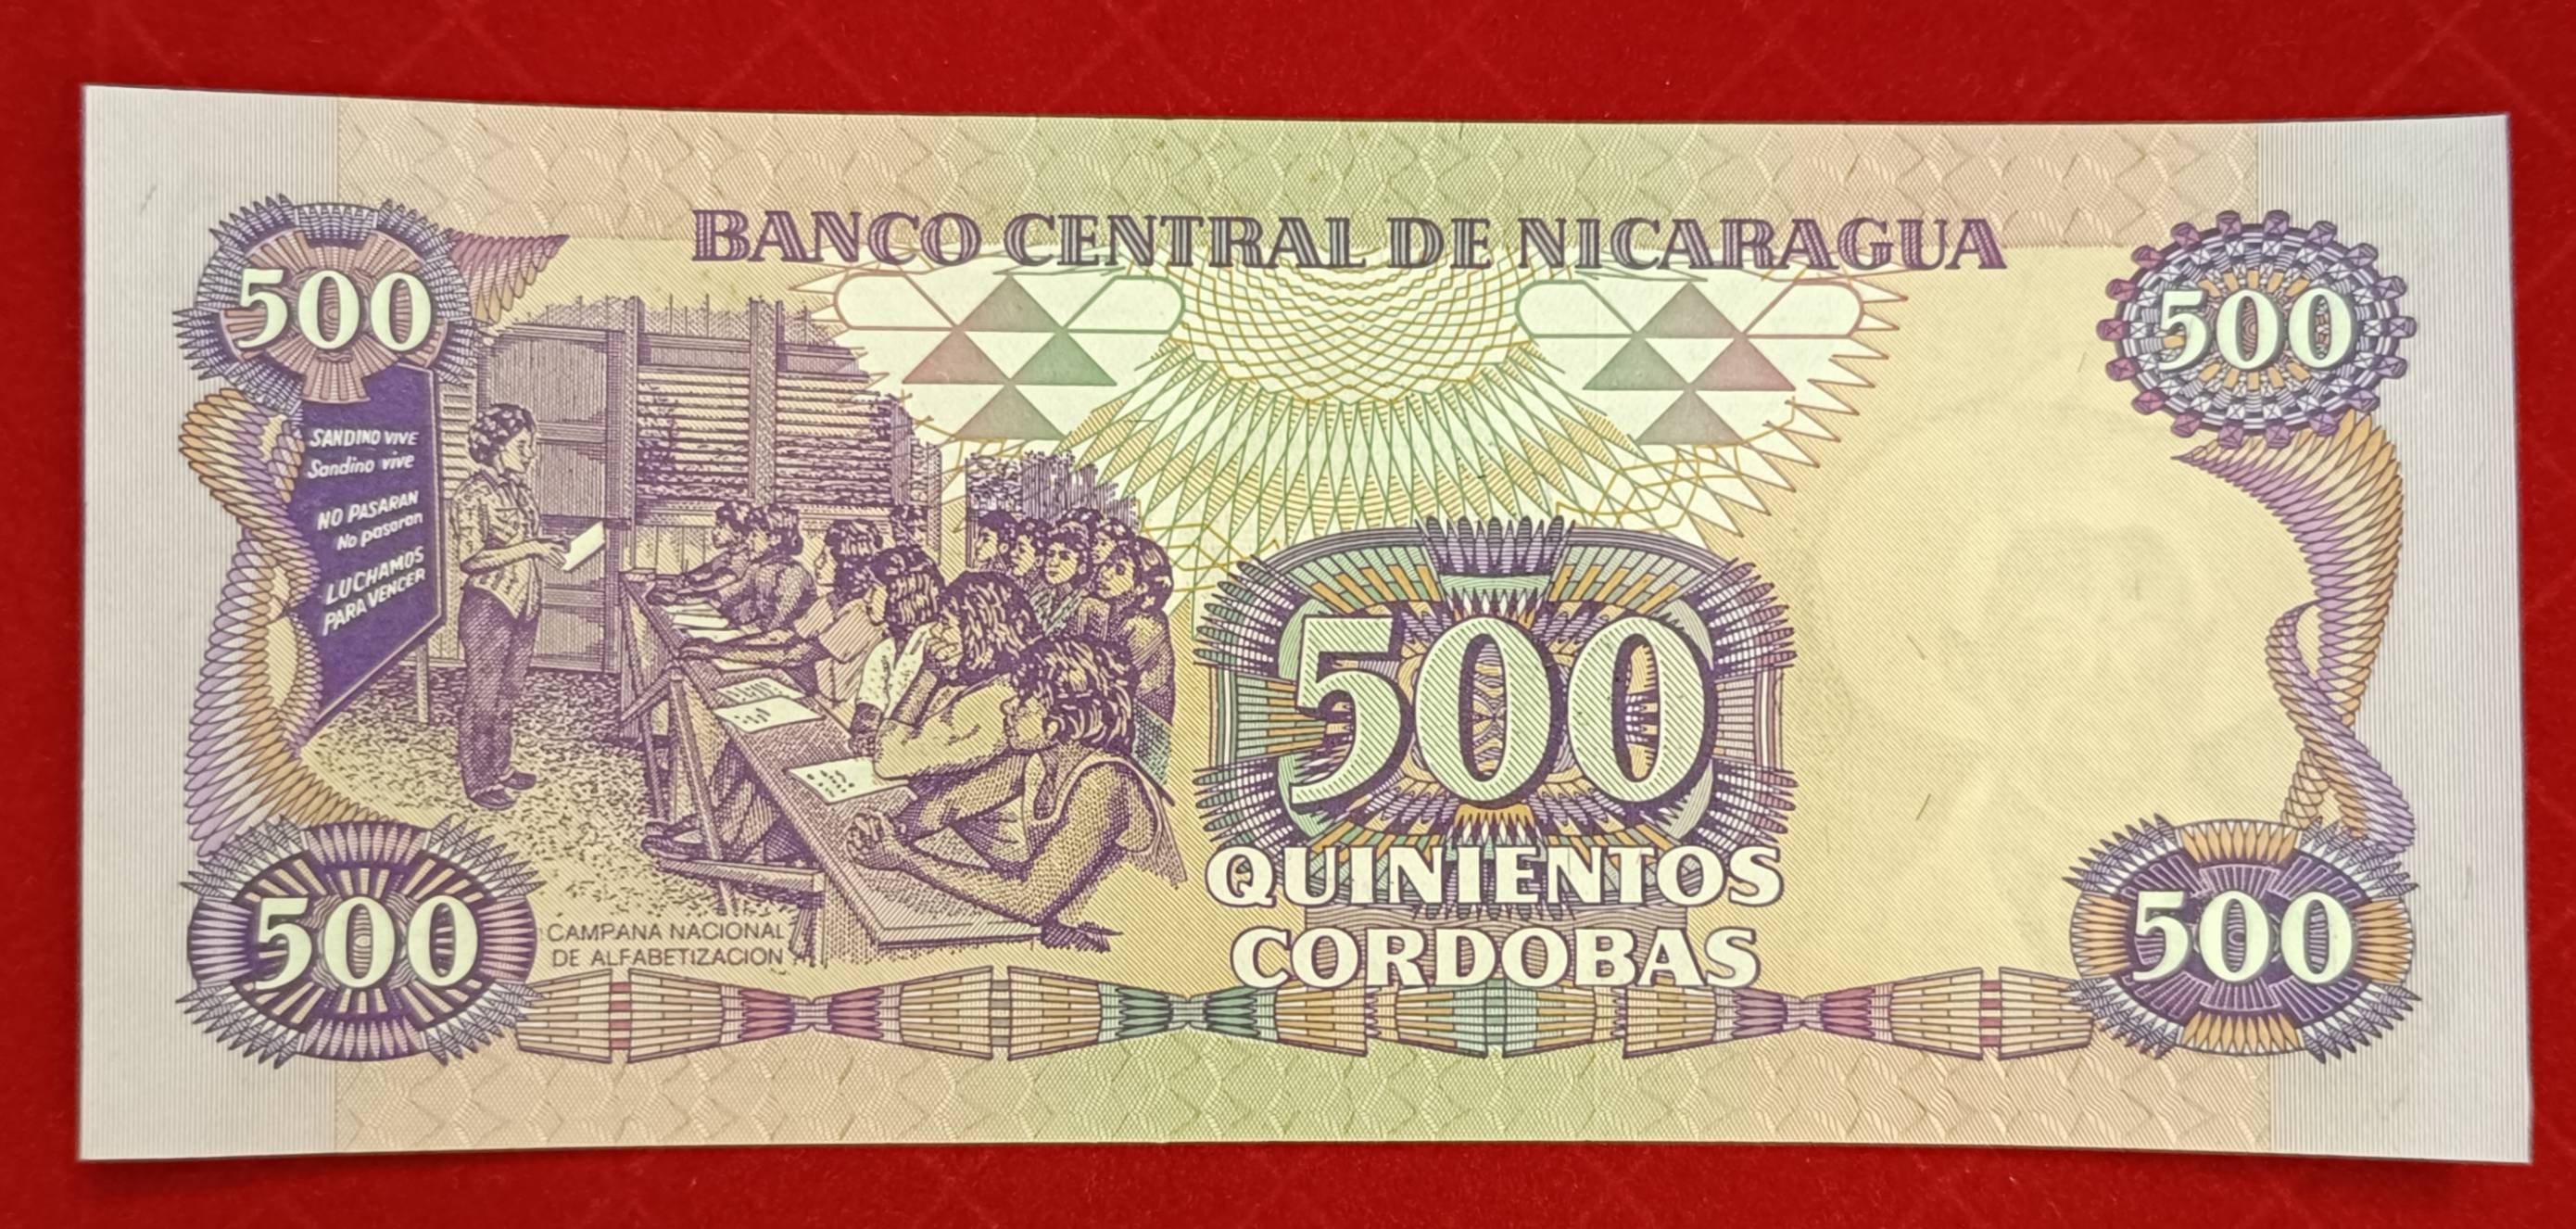 BANCO CENTRAL DE NICARAGUA
500
500
SANDINO VIVE
Sandino vive
NO PASARAN
No pasaran
LUCHAMOS
PARA VENCER
500
QUINIENTOS
CORDOBAS
500
CAMPANA NACIONAL
DE ALFABETIZACION
500